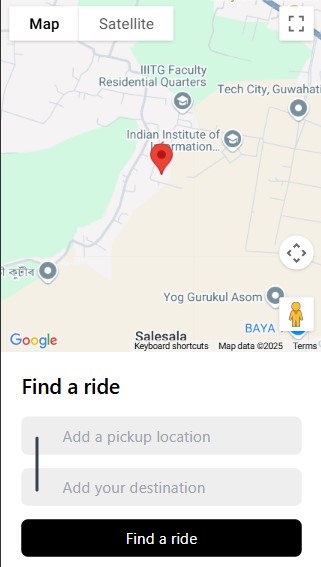 Map
Satellite
IIITG Faculty
Residential Quarters
Tech City, Guwahati
Indian Institute of
Information...
Yog Gurukul Asom
Salesala
BAYA
Google
Keyboard shortcuts
Map data ©2025
Terms
Find a ride
Add a pickup location
Add your destination
Find a ride